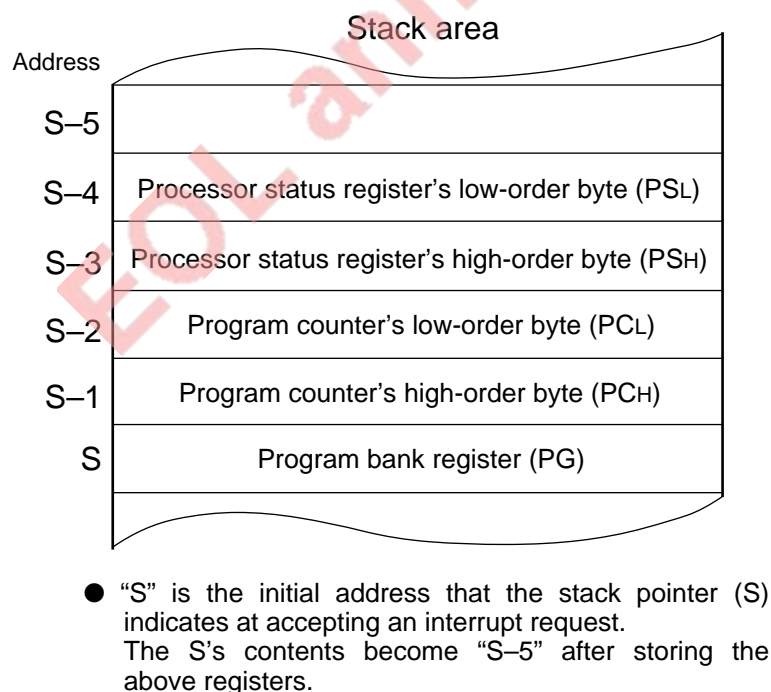 Stack area
Address
S–5
S–4 Processor status register's low-order byte (PSL)
S–3 Processor status register's high-order byte (PSH)
S–2 Program counter's low-order byte (PCL)
S–1 Program counter's high-order byte (PCH)
S Program bank register (PG)
● “S” is the initial address that the stack pointer (S)
indicates at accepting an interrupt request.
The S's contents become “S–5” after storing the
above registers.
EOL